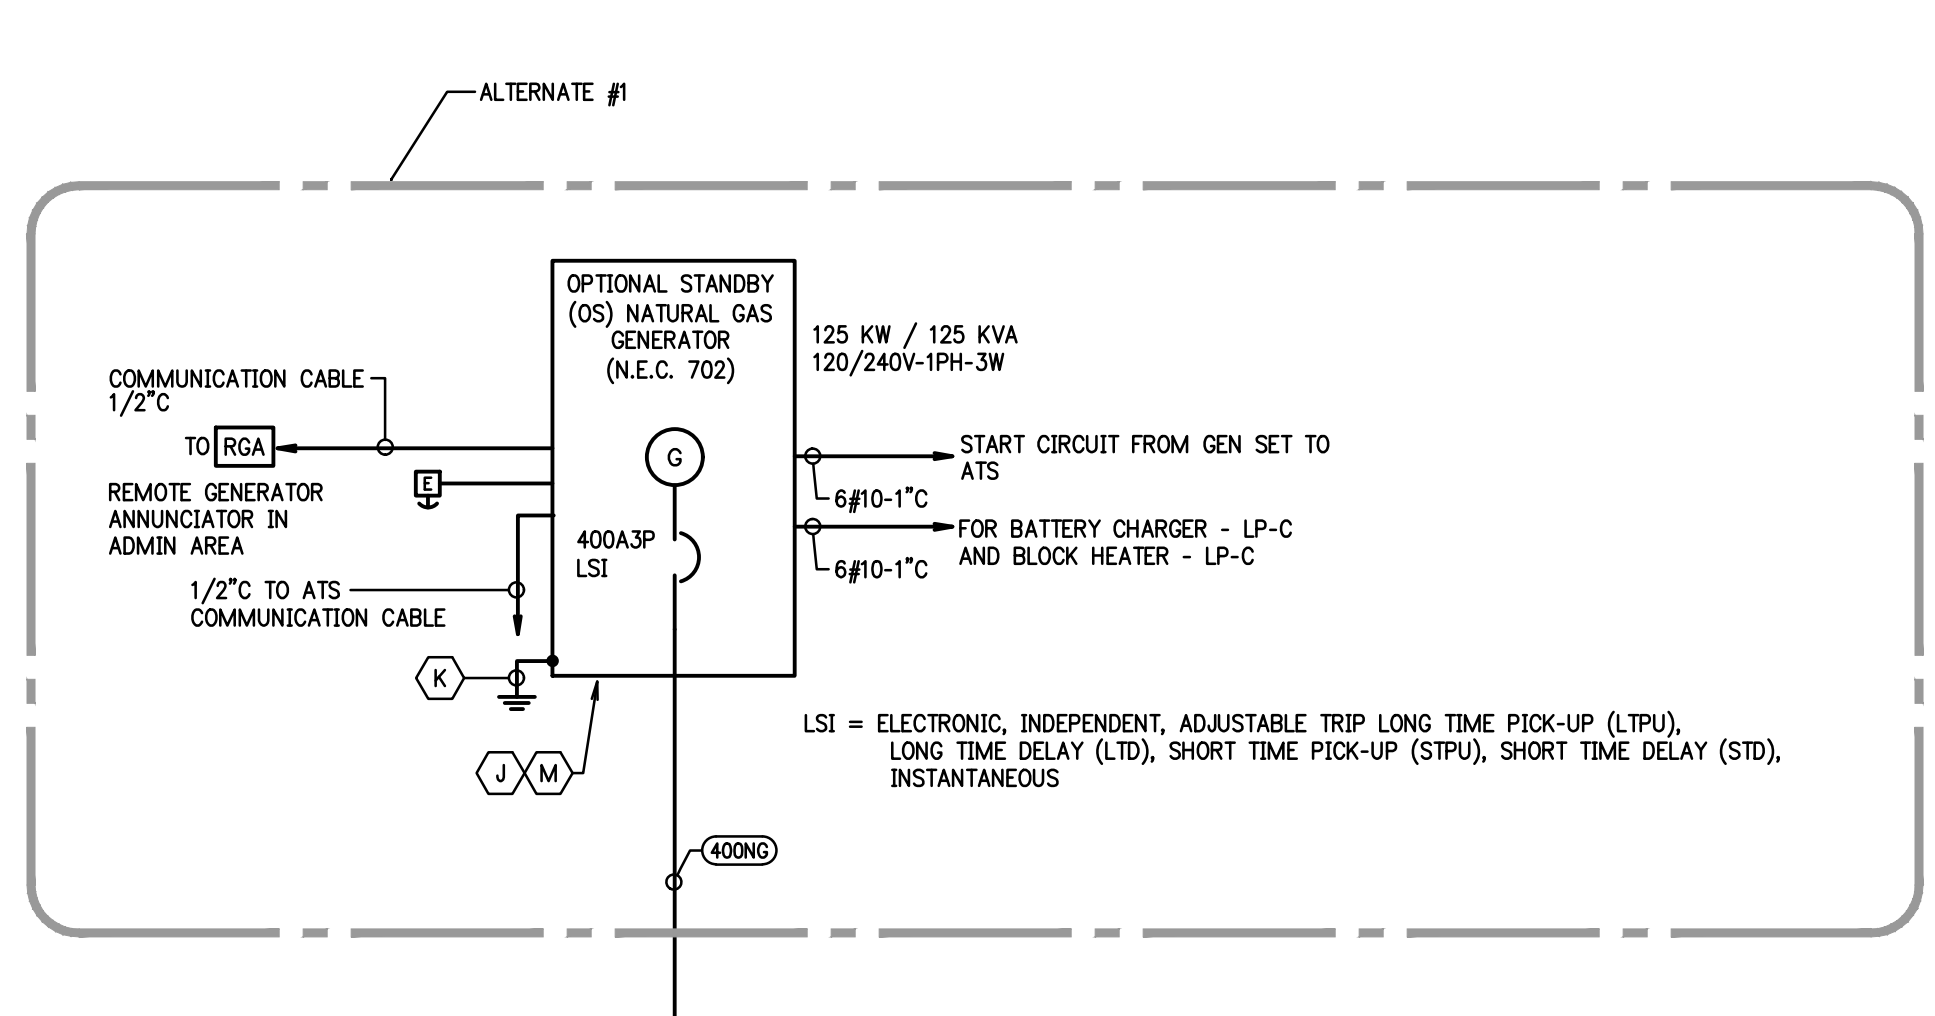 ALTERNATE #1
OPTIONAL STANDBY
(OS) NATURAL GAS
GENERATOR
(N.E.C. 702)
125 KW / 125 KVA
120/240V-1PH-3W
COMMUNICATION CABLE
1/2"C
TO RGA
REMOTE GENERATOR
ANNUNCIATOR IN
ADMIN AREA
E
1/2"C TO ATS
COMMUNICATION CABLE
K
J M
G
400A3P
LSI
START CIRCUIT FROM GEN SET TO
ATS
6#10-1"C
FOR BATTERY CHARGER - LP-C
AND BLOCK HEATER - LP-C
6#10-1"C
LSI = ELECTRONIC, INDEPENDENT, ADJUSTABLE TRIP LONG TIME PICK-UP (LTPU),
LONG TIME DELAY (LTD), SHORT TIME PICK-UP (STPU), SHORT TIME DELAY (STD),
INSTANTANEOUS
400NG